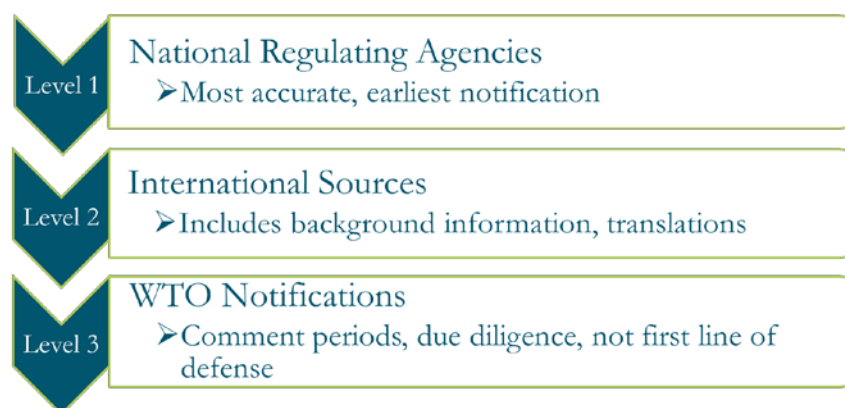 Level 1
National Regulating Agencies
➢Most accurate, earliest notification
Level 2
International Sources
➢Includes background information, translations
Level 3
WTO Notifications
➢Comment periods, due diligence, not first line of
defense